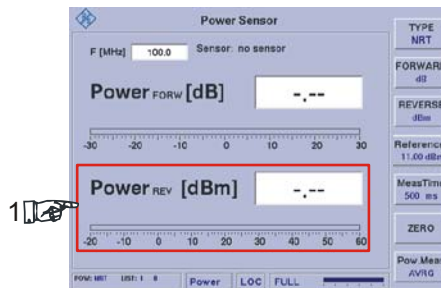 Power Sensor
F [MHz] 100.0 Sensor: no sensor
Power FORW [dB] -.--
-30 -20 -10 0 10 20 30
1
Power REV [dBm] -.--
-20 -10 0 10 20 30 40 50 60
Power LOC FULL
TYPE
NRT
FORWARD
dB
REVERSE
dBm
Reference
11.00 dBm
MeasTime
500 ms
ZERO
Pow.Meas
AVRG